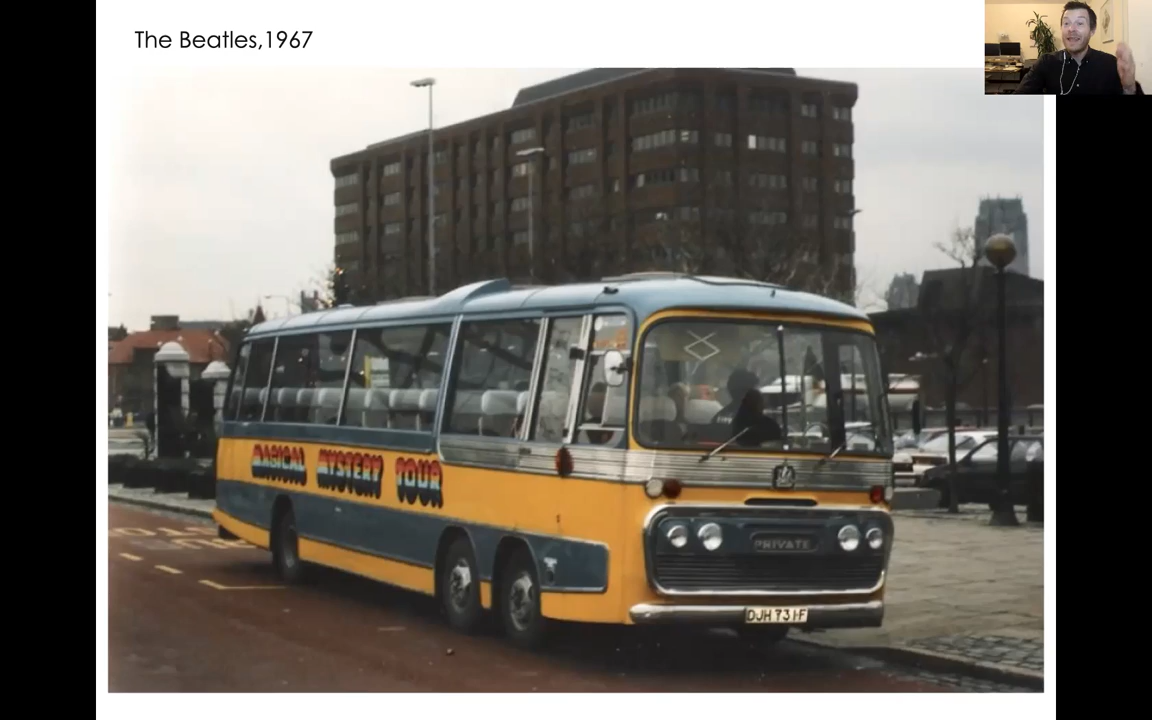 The Beatles,1967
MAGICAL MYSTERY TOUR
PRIVATE
DJH 731F